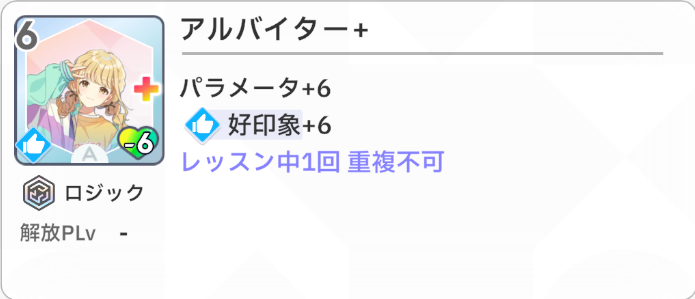 6
アルバイター+
パラメータ+6
好印象+6
レッスン中1回 重複不可
-6
A
ロジック
解放PLv -